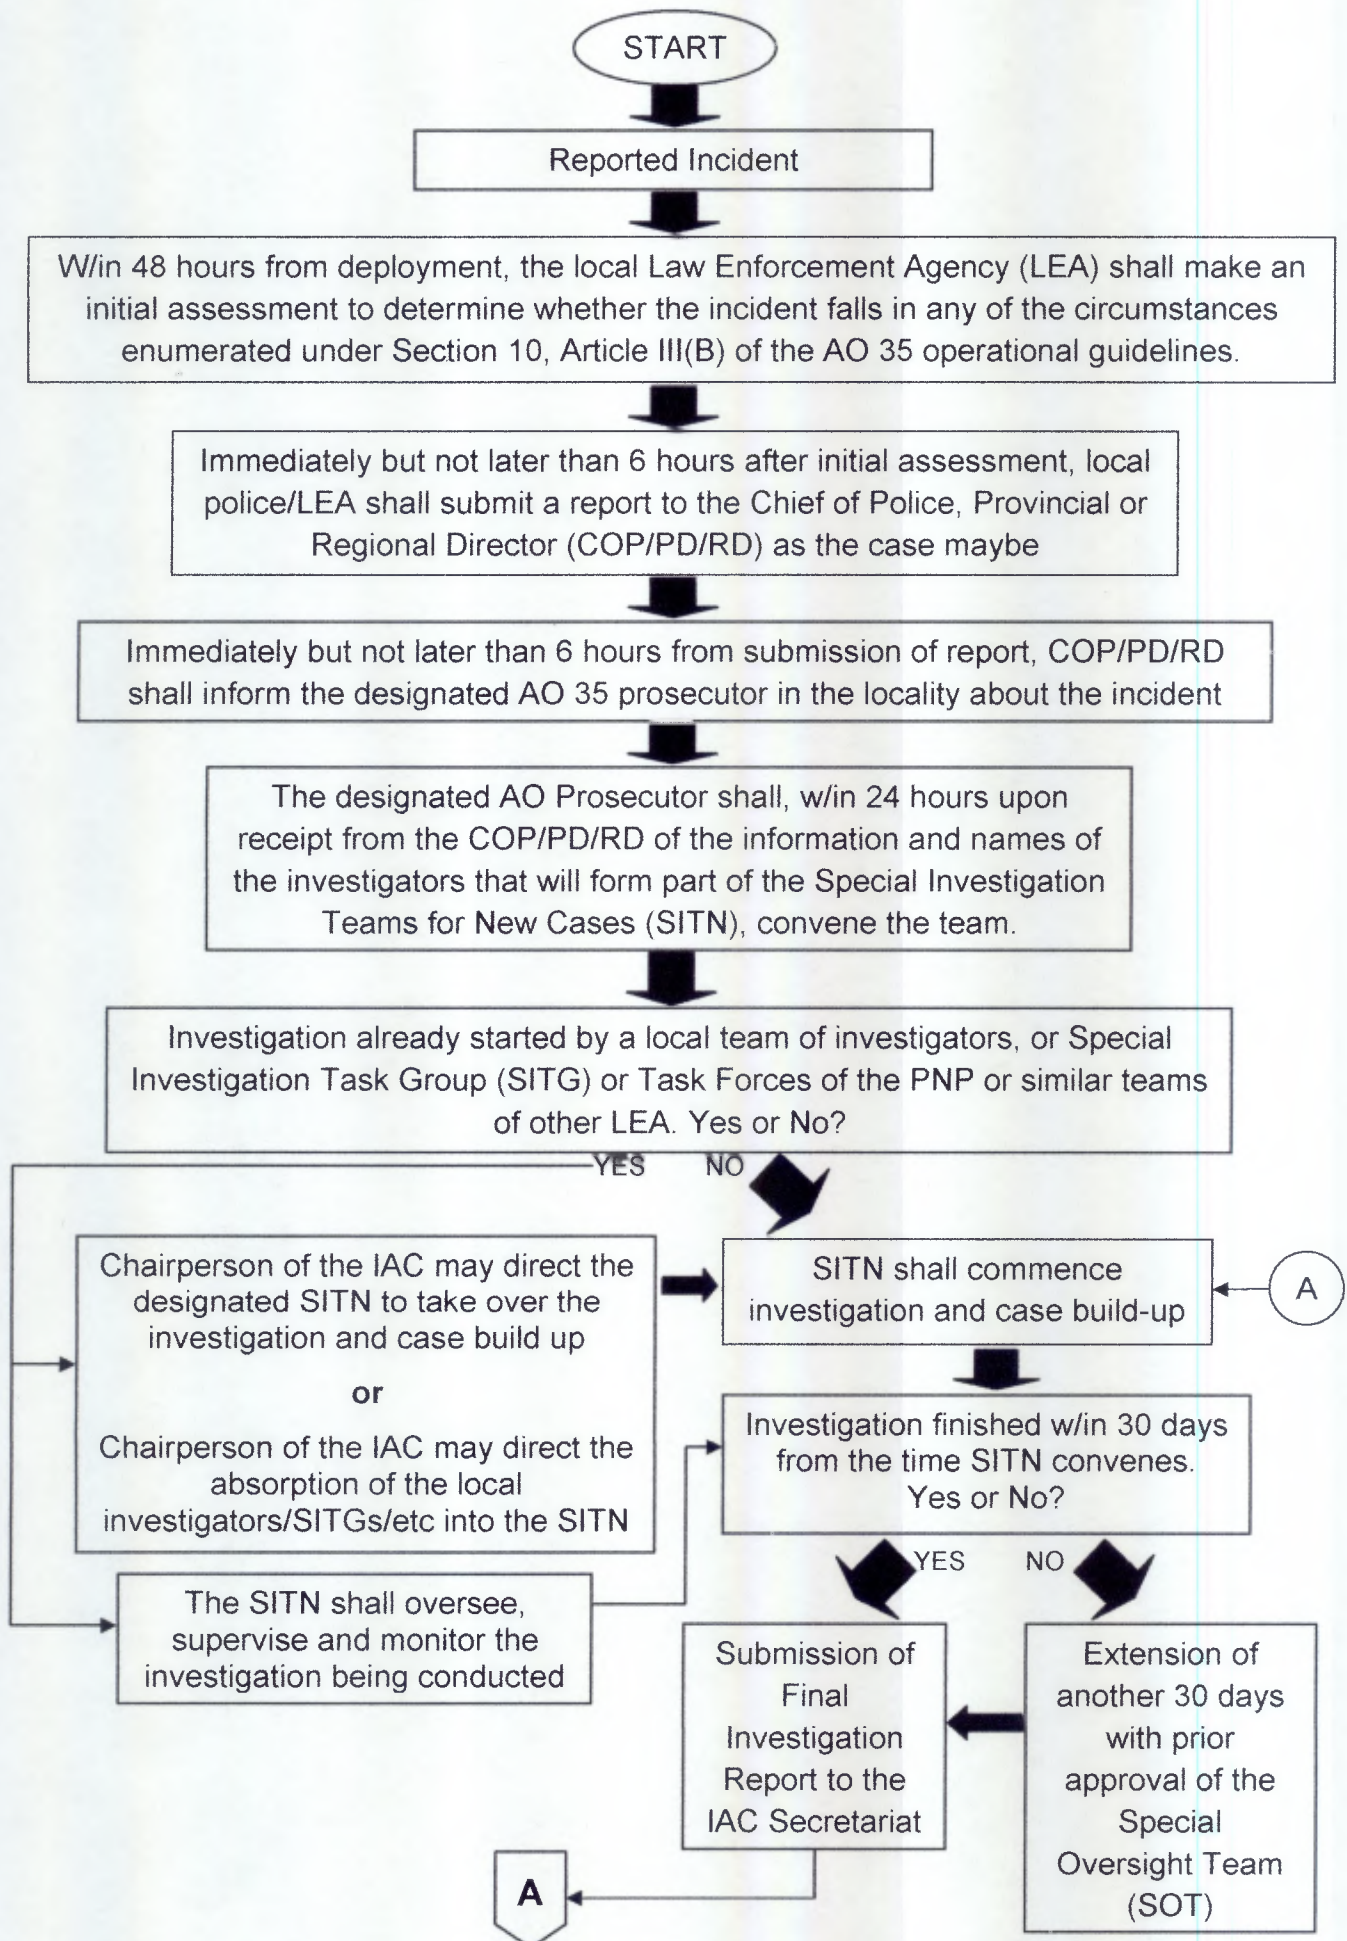 START
Reported Incident
W/in 48 hours from deployment, the local Law Enforcement Agency (LEA) shall make an
initial assessment to determine whether the incident falls in any of the circumstances
enumerated under Section 10, Article III(B) of the AO 35 operational guidelines.
Immediately but not later than 6 hours after initial assessment, local
police/LEA shall submit a report to the Chief of Police, Provincial or
Regional Director (COP/PD/RD) as the case maybe
Immediately but not later than 6 hours from submission of report, COP/PD/RD
shall inform the designated AO 35 prosecutor in the locality about the incident
The designated AO Prosecutor shall, w/in 24 hours upon
receipt from the COP/PD/RD of the information and names of
the investigators that will form part of the Special Investigation
Teams for New Cases (SITN), convene the team.
Investigation already started by a local team of investigators, or Special
Investigation Task Group (SITG) or Task Forces of the PNP or similar teams
of other LEA. Yes or No?
YES NO
Chairperson of the IAC may direct the
designated SITN to take over the
investigation and case build up
or
Chairperson of the IAC may direct the
absorption of the local
investigators/SITGs/etc into the SITN
SITN shall commence
investigation and case build-up
A
Investigation finished w/in 30 days
from the time SITN convenes.
Yes or No?
YES NO
The SITN shall oversee,
supervise and monitor the
investigation being conducted
Submission of
Final
Investigation
Report to the
IAC Secretariat
Extension of
another 30 days
with prior
approval of the
Special
Oversight Team
(SOT)
A